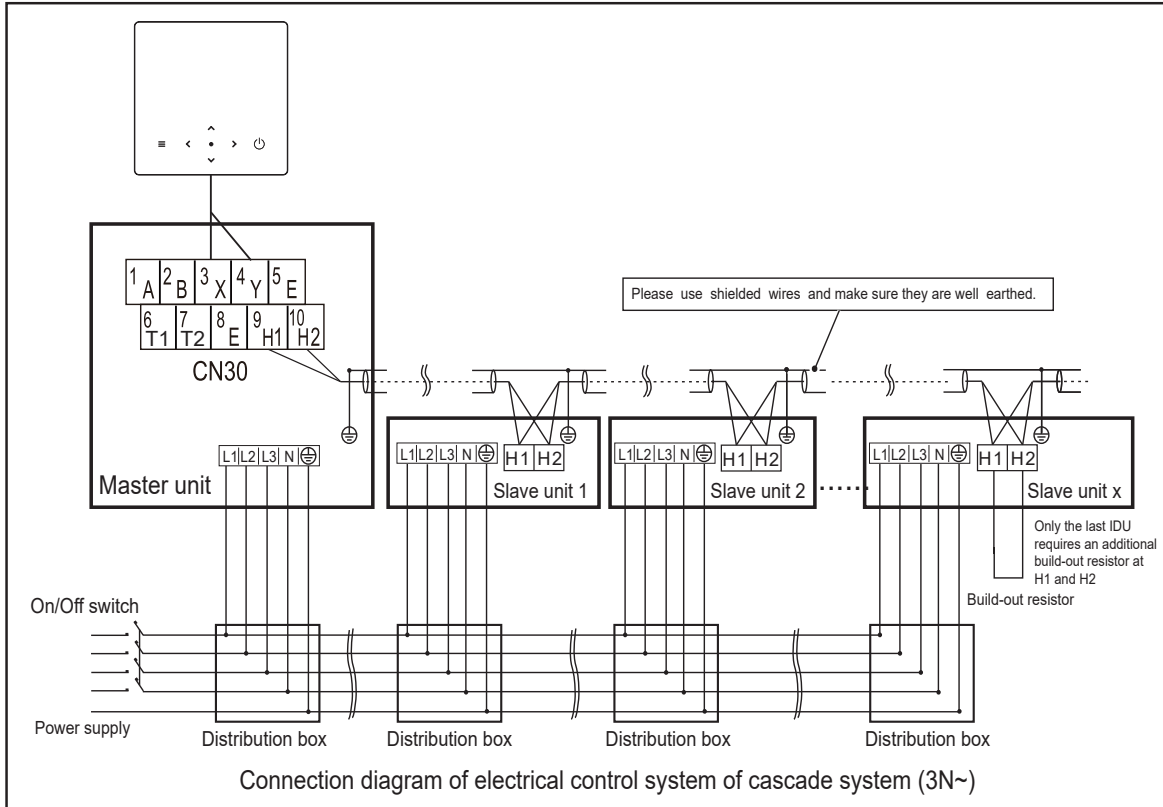 1 A 2 B 3 X 4 Y 5 E
6 T1 7 T2 8 E 9 H1 10 H2
CN30
Please use shielded wires and make sure they are well earthed.
L1 L2 L3 N
Master unit
L1 L2 L3 N
H1 H2
Slave unit 1
L1 L2 L3 N
H1 H2
Slave unit 2
......
L1 L2 L3 N
H1 H2
Slave unit x
Only the last IDU
requires an additional
build-out resistor at
H1 and H2
Build-out resistor
On/Off switch
Power supply
Distribution box
Distribution box
Distribution box
Distribution box
Connection diagram of electrical control system of cascade system (3N~)